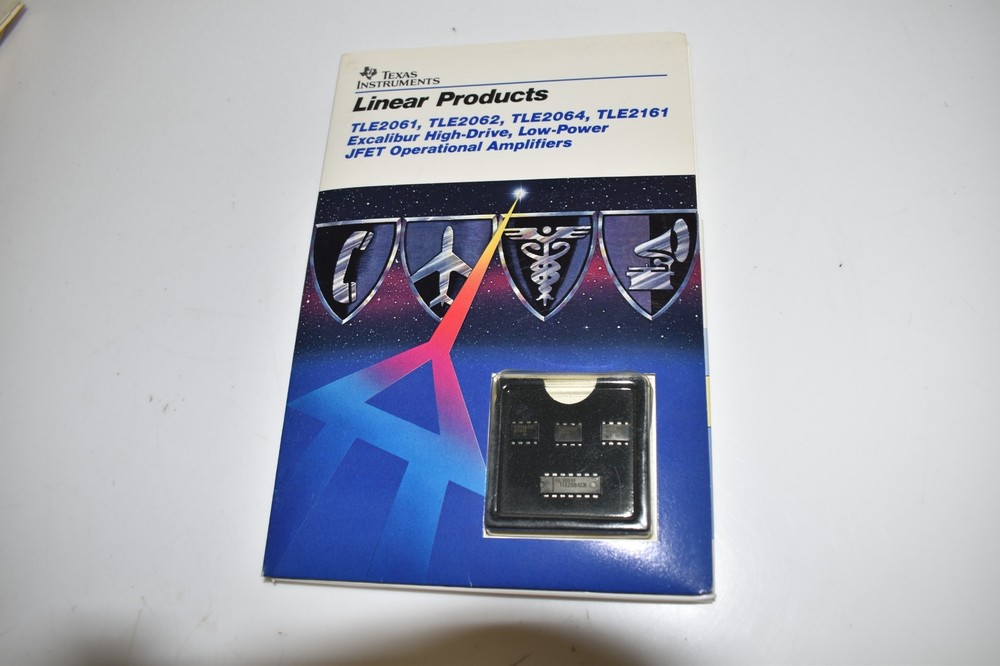 TEXAS
INSTRUMENTS
Linear Products
TLE2061, TLE2062, TLE2064, TLE2161
Excalibur High-Drive, Low-Power
JFET Operational Amplifiers